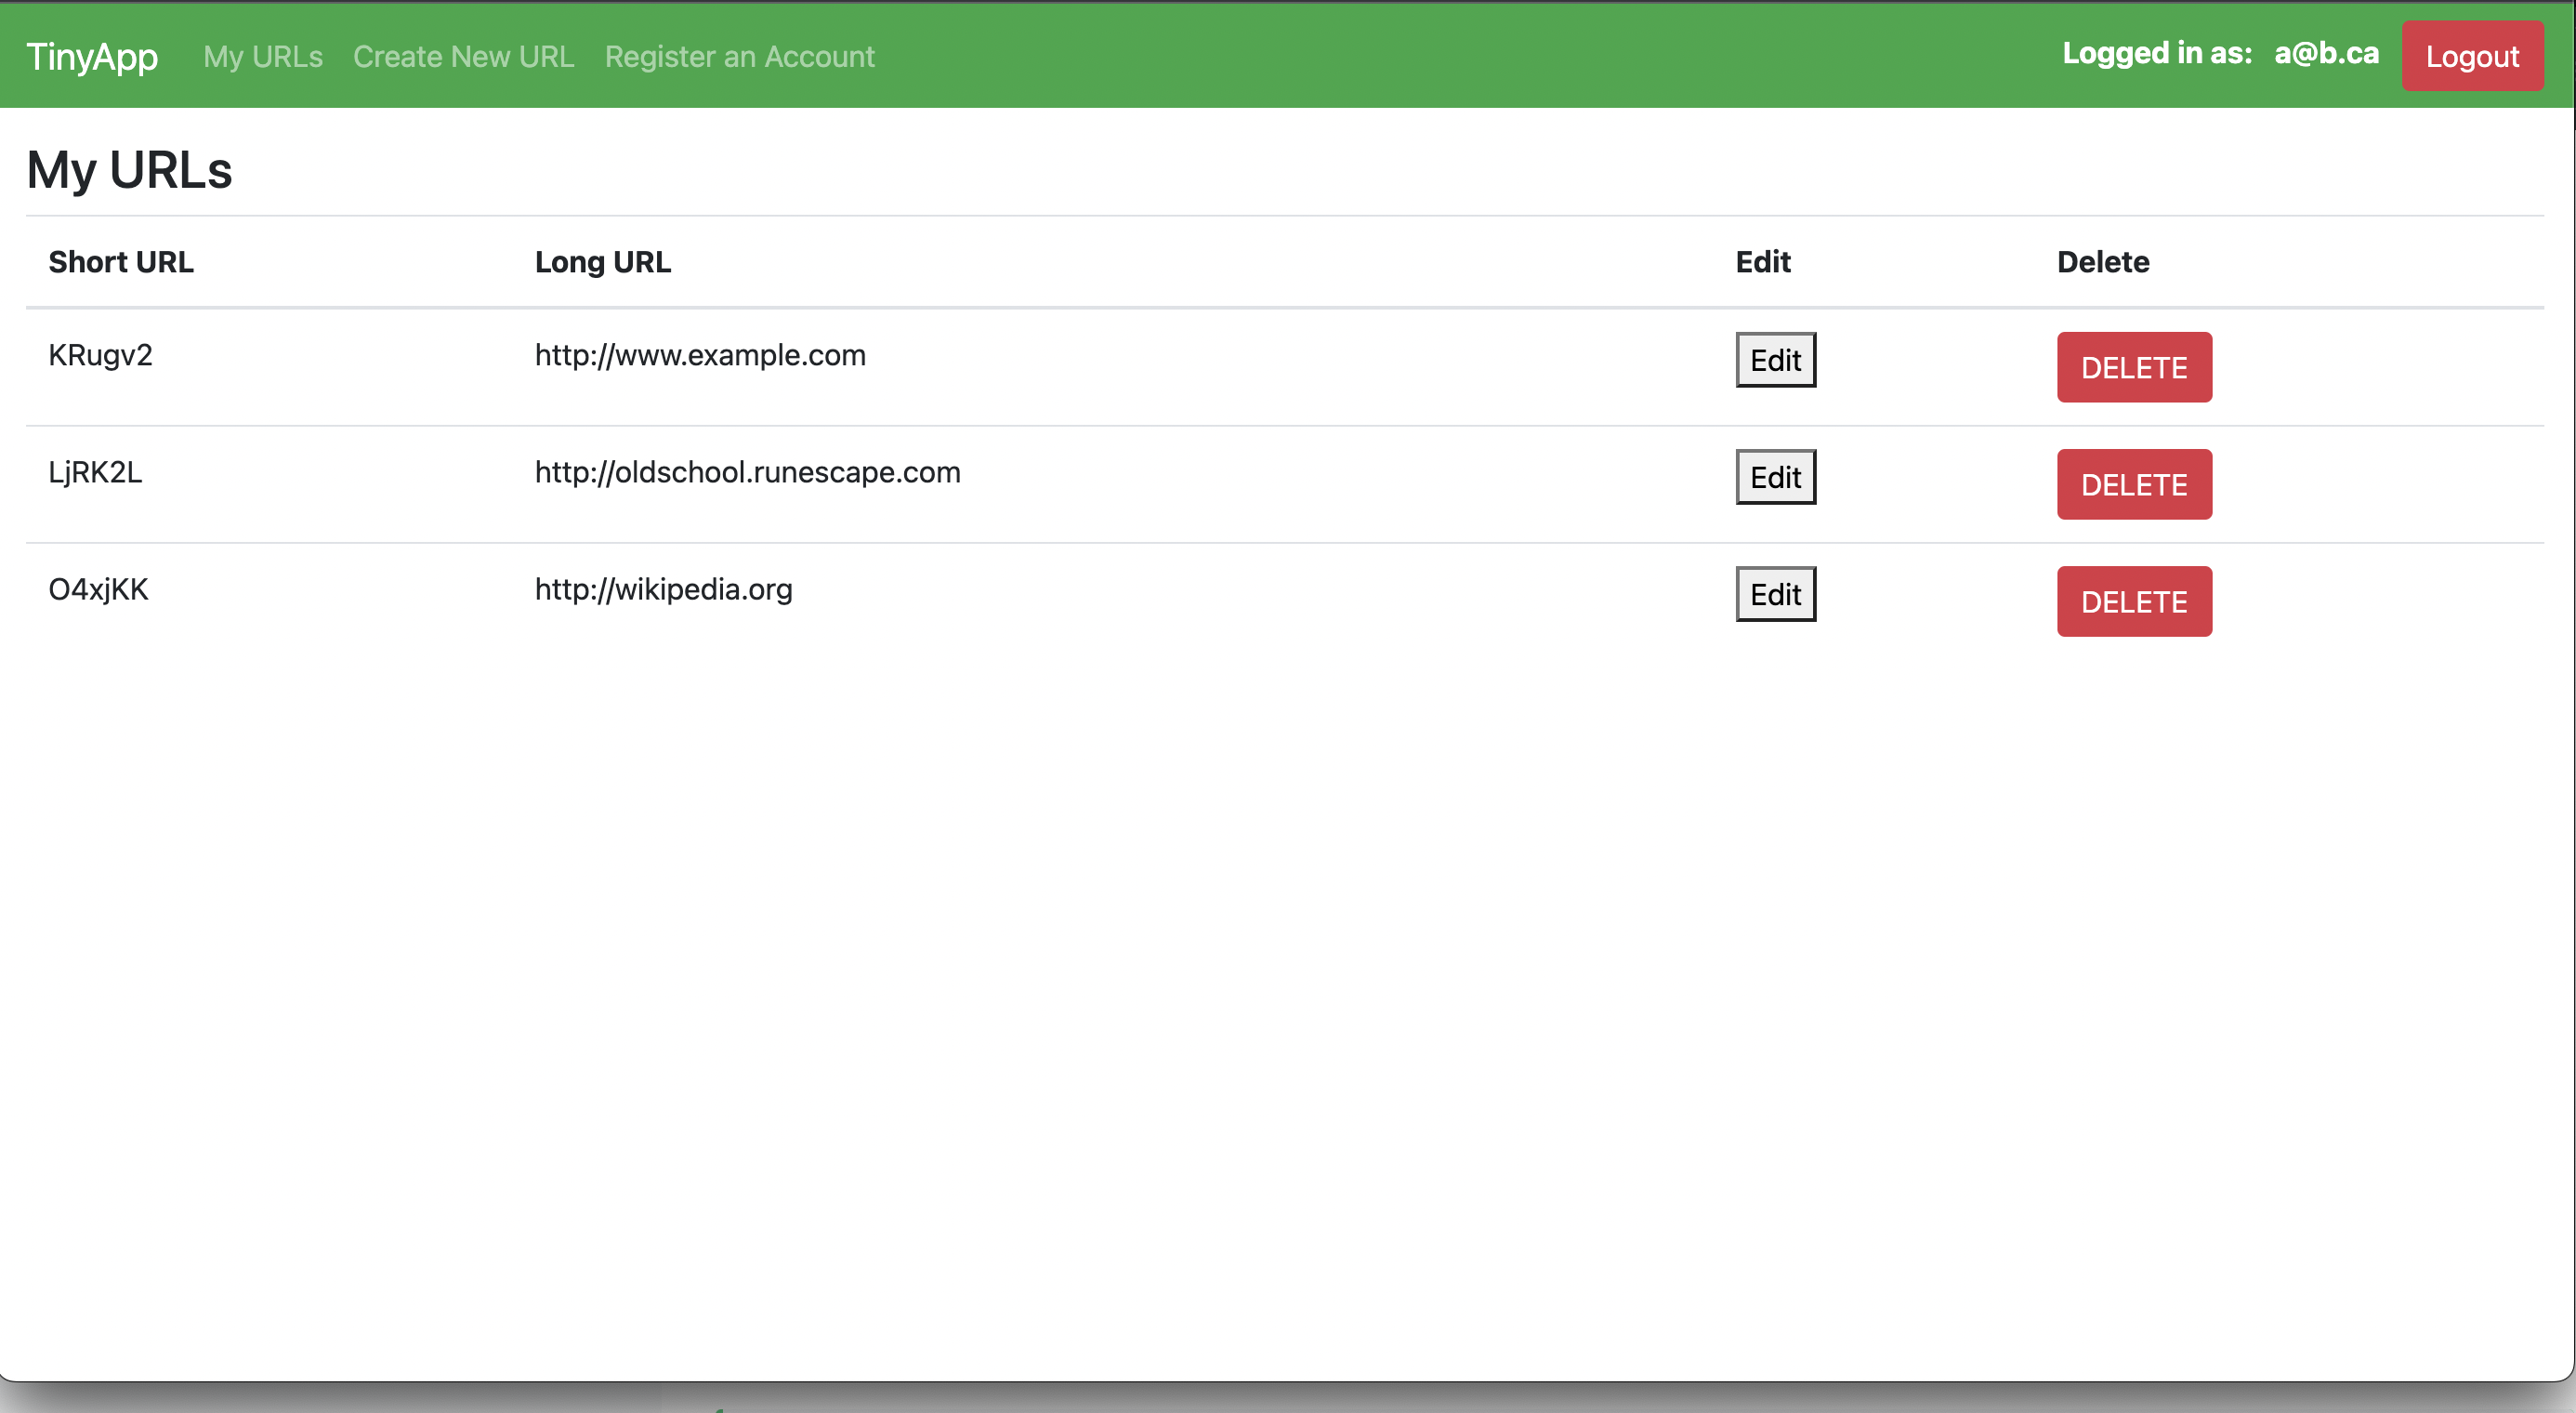 TinyApp My URLs Create New URL Register an Account Logged in as: a@b.ca Logout
My URLs
Short URL Long URL Edit Delete
KRugv2 http://www.example.com Edit DELETE
LjRK2L http://oldschool.runescape.com Edit DELETE
O4xjKK http://wikipedia.org Edit DELETE